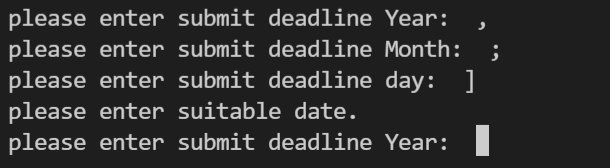 please enter submit deadline Year:  ,
please enter submit deadline Month:  ;
please enter submit deadline day:  ]
please enter suitable date.
please enter submit deadline Year: